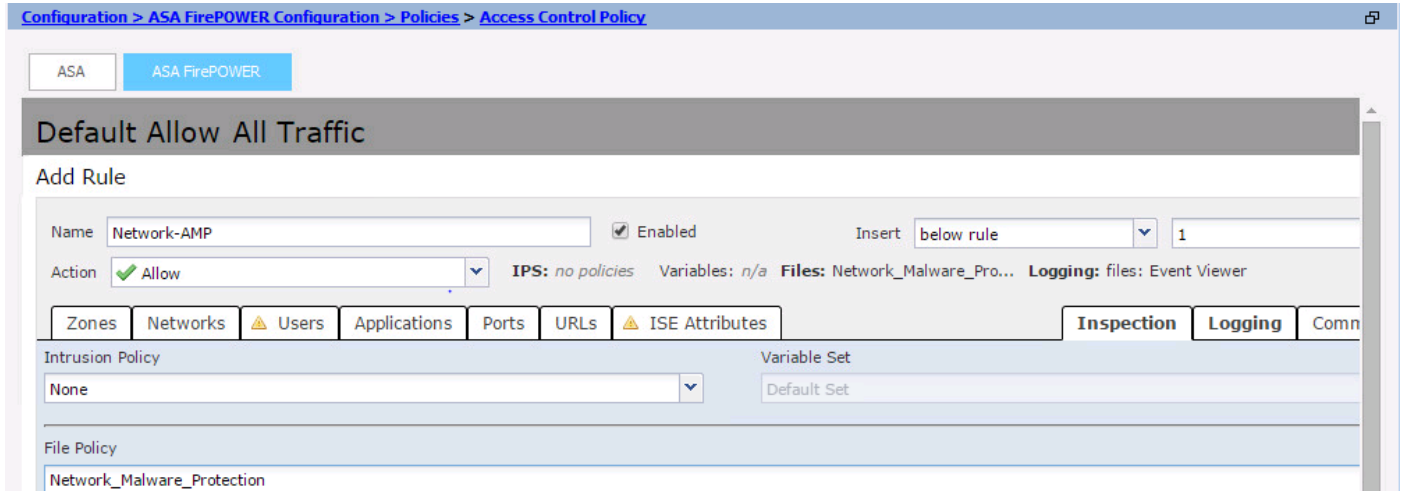 Configuration > ASA FirePOWER Configuration > Policies > Access Control Policy
ASA ASA FirePOWER
Default Allow All Traffic
Add Rule
Name Network-AMP Enabled Insert below rule 1
Action Allow IPS: no policies Variables: n/a Files: Network_Malware_Pro... Logging: files: Event Viewer
Zones Networks Users Applications Ports URLs ISE Attributes Inspection Logging Comm
Intrusion Policy Variable Set
None Default Set
File Policy
Network_Malware_Protection